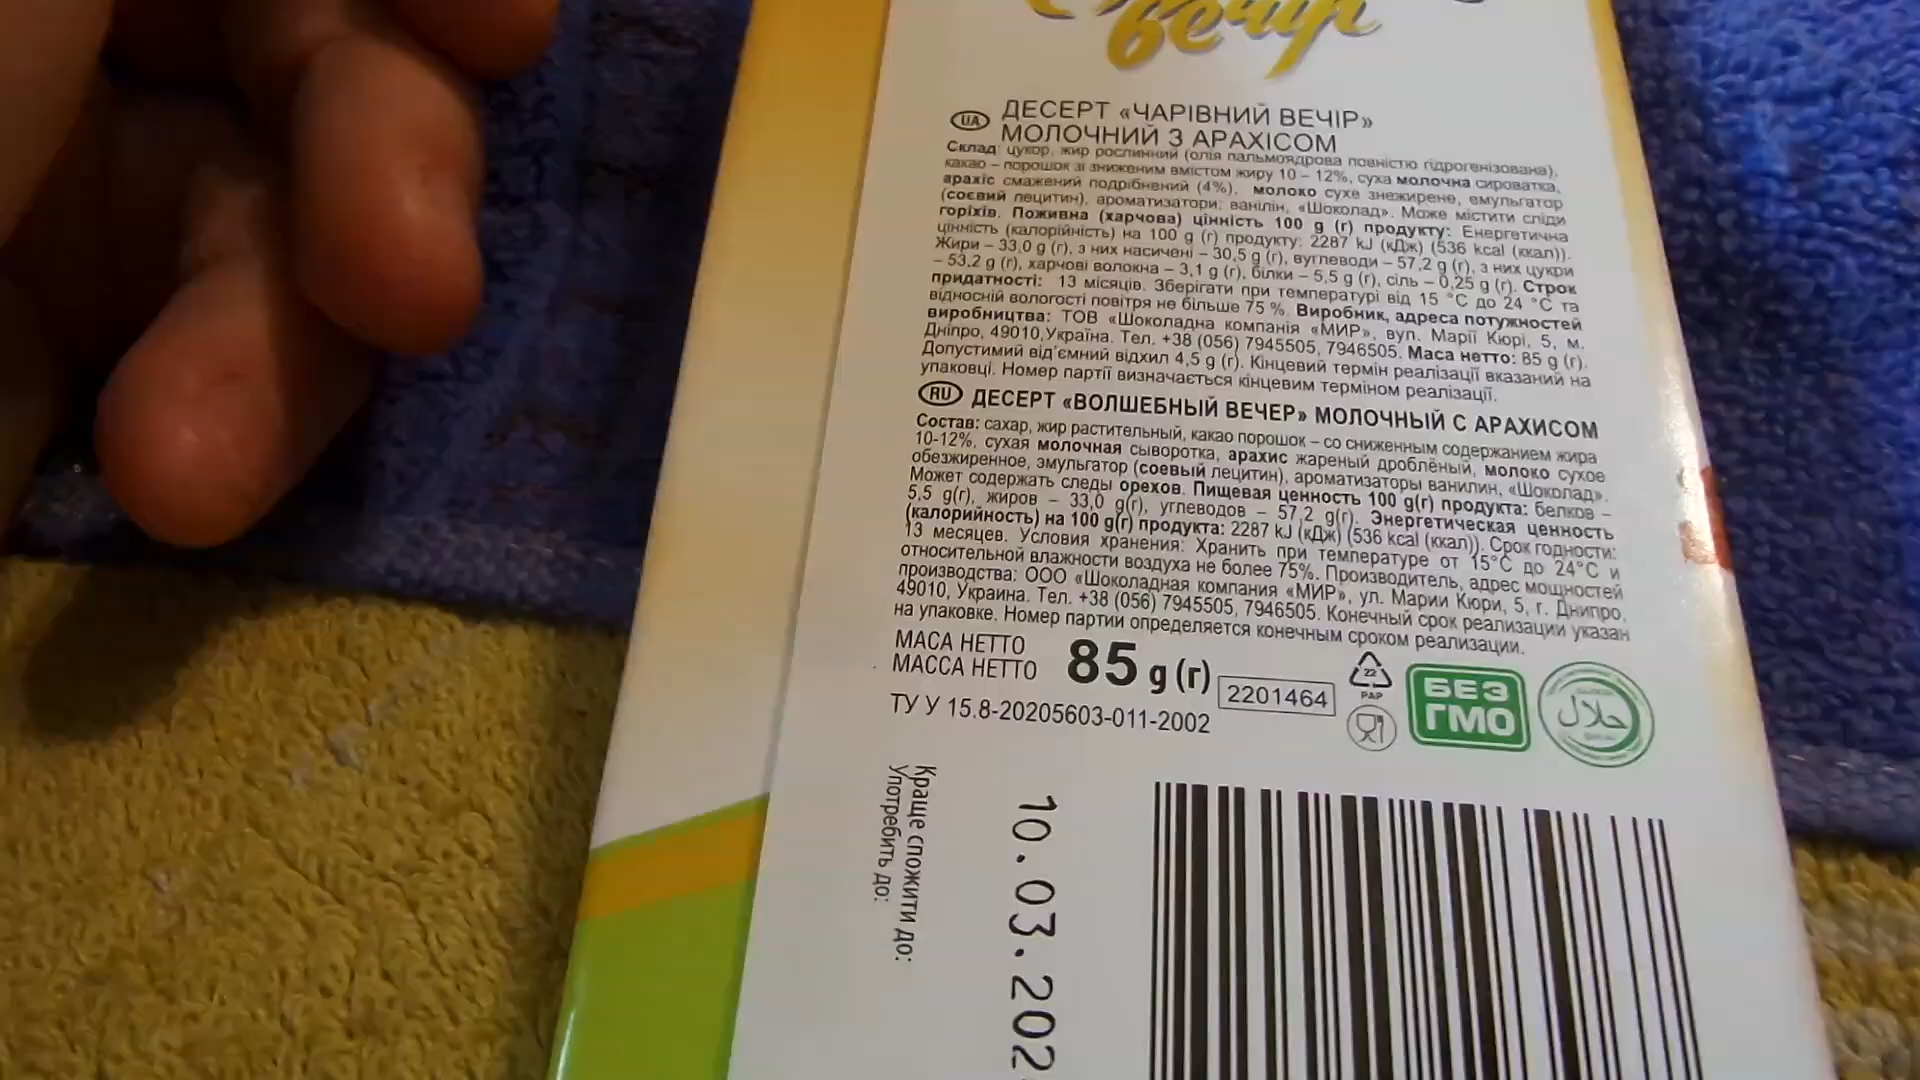 вечір
UA ДЕСЕРТ «ЧАРІВНИЙ ВЕЧІР»
МОЛОЧНИЙ З АРАХІСОМ
Склад: цукор, жир рослинний (олія пальмоядрова повністю гідрогенізована),
какао – порошок зі зниженим вмістом жиру 10 – 12%, суха молочна сироватка,
арахіс смажений подрібнений (4%), молоко сухе знежирене, емульгатор
(соєвий лецитин), ароматизатори: ванілін, «Шоколад». Може містити сліди
горіхів. Поживна (харчова) цінність 100 g (г) продукту: Енергетична
цінність (калорійність) на 100 g (г) продукту: 2287 kJ (кДж) (536 kcal (ккал)).
Жири – 33,0 g (г), з них насичені – 30,5 g (г), вуглеводи – 57,2 g (г), з них цукри
– 53,2 g (г), харчові волокна – 3,1 g (г), білки – 5,5 g (г), сіль – 0,25 g (г). Строк
придатності: 13 місяців. Зберігати при температурі від 15 °С до 24 °С та
відносній вологості повітря не більше 75 %. Виробник, адреса потужностей
виробництва: ТОВ «Шоколадна компанія «МИР», вул. Марії Кюрі, 5, м.
Дніпро, 49010,Україна. Тел. +38 (056) 7945505, 7946505. Маса нетто: 85 g (г).
Допустимий від'ємний відхил 4,5 g (г). Кінцевий термін реалізації вказаний на
упаковці. Номер партії визначається кінцевим терміном реалізації.
RU ДЕСЕРТ «ВОЛШЕБНЫЙ ВЕЧЕР» МОЛОЧНЫЙ С АРАХИСОМ
Состав: сахар, жир растительный, какао порошок – со сниженным содержанием жира
10-12%, сухая молочная сыворотка, арахис жареный дроблёный, молоко сухое
обезжиренное, эмульгатор (соевый лецитин), ароматизаторы ванилин, «Шоколад».
Может содержать следы орехов. Пищевая ценность 100 g(г) продукта: белков –
5,5 g(г), жиров – 33,0 g(г), углеводов – 57,2 g(г). Энергетическая ценность
(калорийность) на 100 g(г) продукта: 2287 kJ (кДж) (536 kcal (ккал)). Срок годности:
13 месяцев. Условия хранения: Хранить при температуре от 15°С до 24°С и
относительной влажности воздуха не более 75%. Производитель, адрес мощностей
производства: ООО «Шоколадная компания «МИР», ул. Марии Кюри, 5, г. Днипро,
49010, Украина. Тел. +38 (056) 7945505, 7946505. Конечный срок реализации указан
на упаковке. Номер партии определяется конечным сроком реализации.
МАСА НЕТТО
МАССА НЕТТО 85 g (г)
2201464
22
PAP
БЕЗ
ГМО
حلال
ТУ У 15.8-20205603-011-2002
Краще спожити до:
Употребить до:
10.03.202